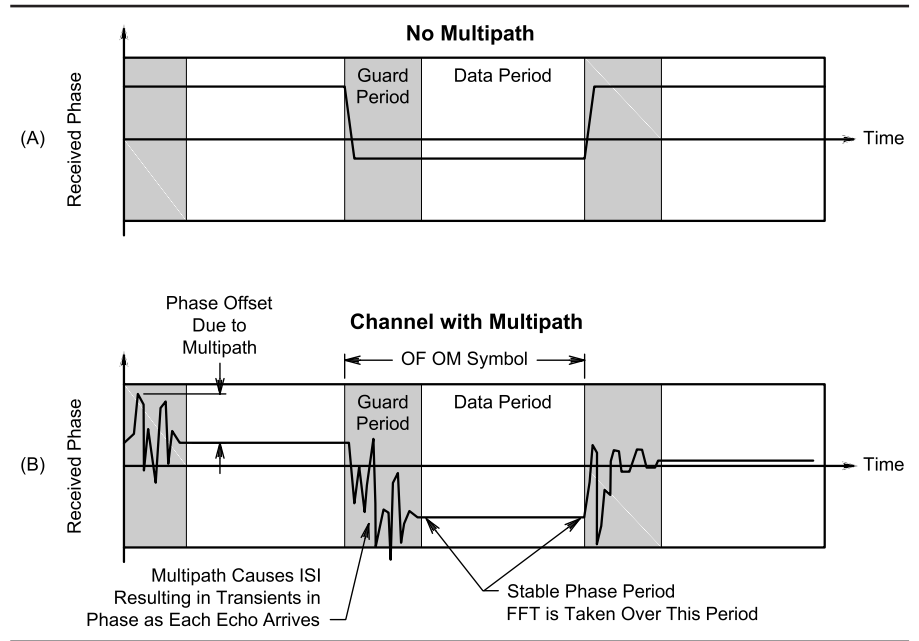 No Multipath
(A)
Received Phase
Guard
Period
Data Period
Time
Phase Offset
Due to
Multipath
Channel with Multipath
OF OM Symbol
(B)
Received Phase
Guard
Period
Data Period
Time
Multipath Causes ISI
Resulting in Transients in
Phase as Each Echo Arrives
Stable Phase Period
FFT is Taken Over This Period